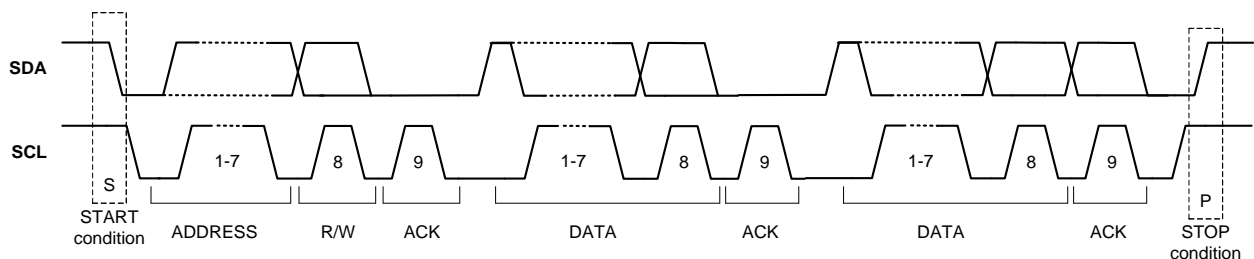 SDA
SCL
1-7
8
9
1-7
8
9
1-7
8
9
S
P
START
condition
ADDRESS
R/W
ACK
DATA
ACK
DATA
ACK
STOP
condition